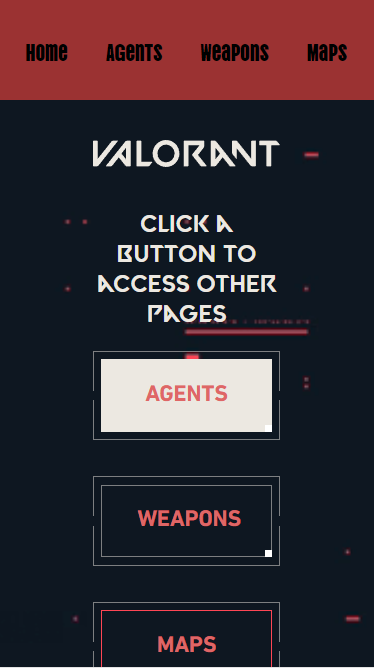 Home Agents Weapons Maps
VALORANT
CLICK A
BUTTON TO
ACCESS OTHER
PAGES
AGENTS
WEAPONS
MAPS